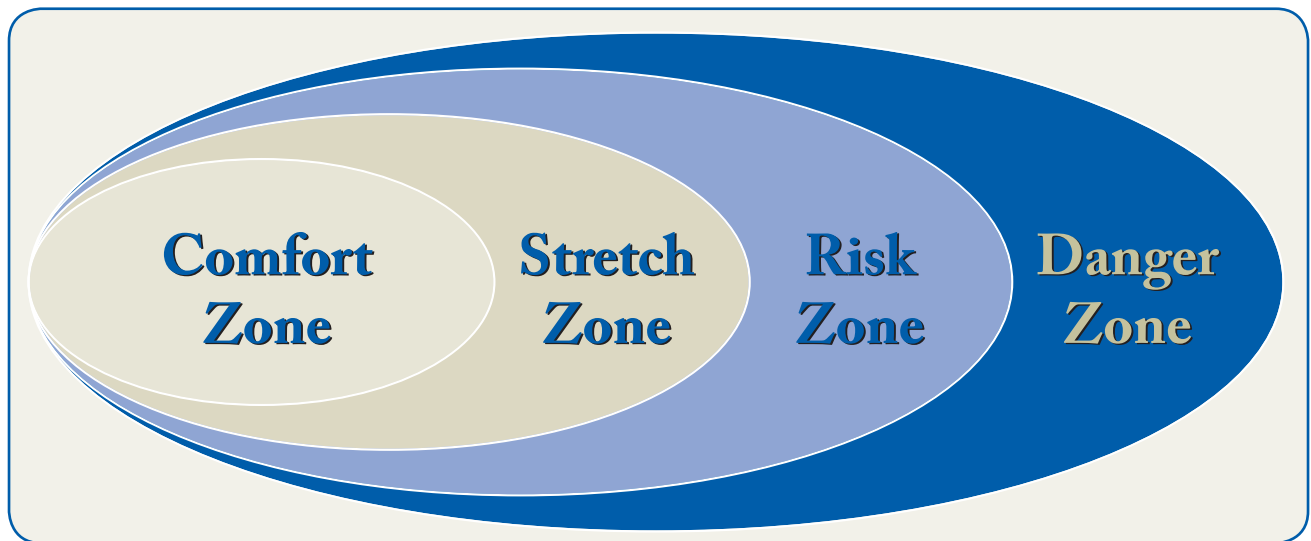 Comfort
Zone
Stretch
Zone
Risk
Zone
Danger
Zone